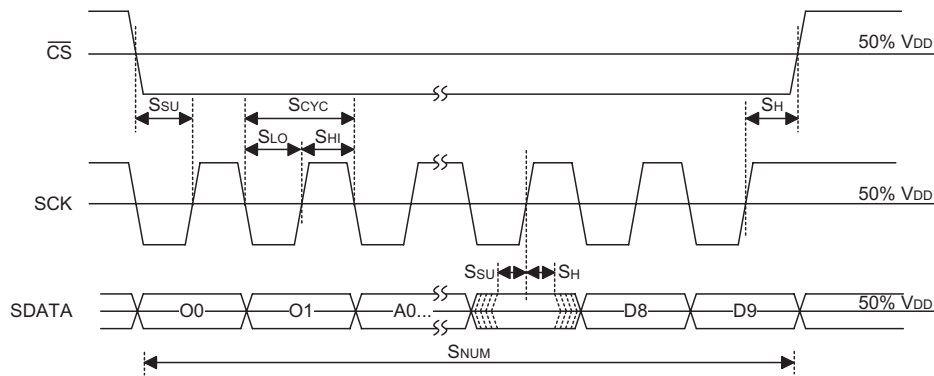 CS 50% VDD
SSU SCYC SH
SLO SHI
SCK 50% VDD
SSU SH
SDATA O0 O1 A0... D8 D9 50% VDD
SNUM